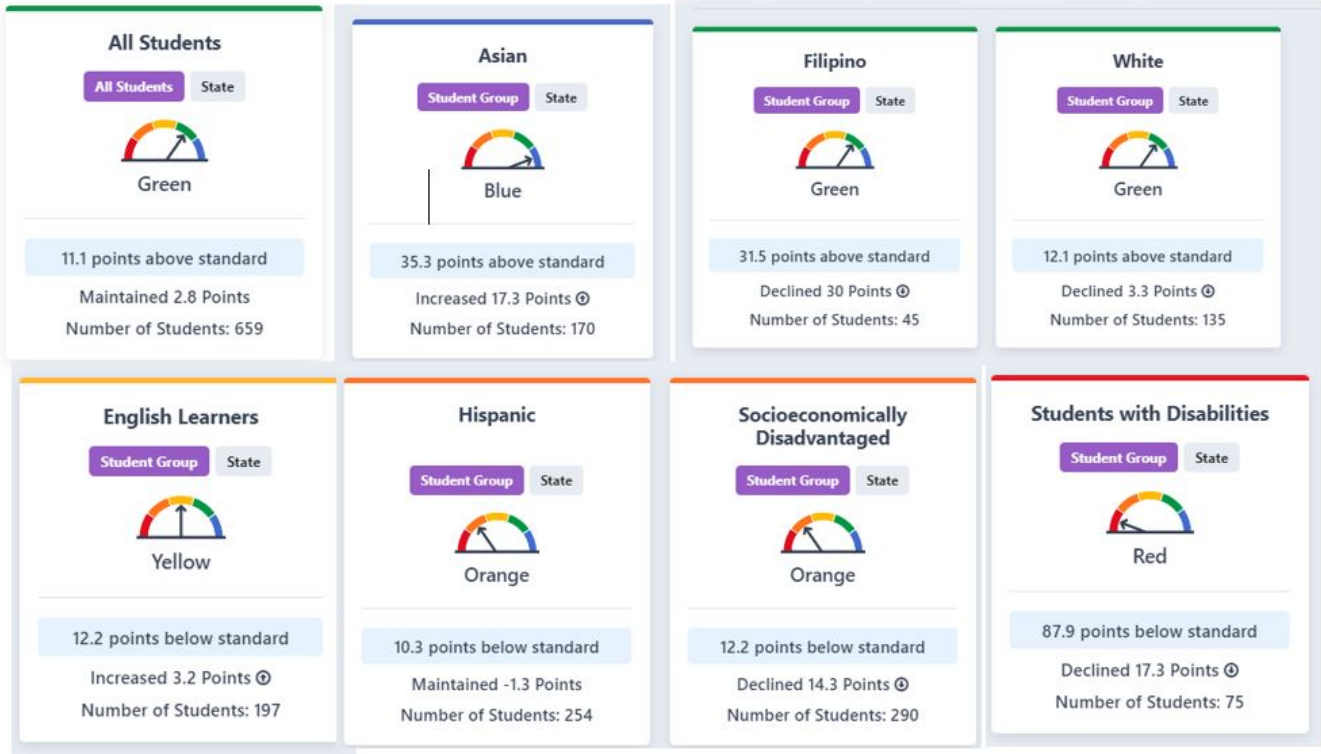 All Students
All Students State
Green
11.1 points above standard
Maintained 2.8 Points
Number of Students: 659
Asian
Student Group State
Blue
35.3 points above standard
Increased 17.3 Points
Number of Students: 170
Filipino
Student Group State
Green
31.5 points above standard
Declined 30 Points
Number of Students: 45
White
Student Group State
Green
12.1 points above standard
Declined 3.3 Points
Number of Students: 135
English Learners
Student Group State
Yellow
12.2 points below standard
Increased 3.2 Points
Number of Students: 197
Hispanic
Student Group State
Orange
10.3 points below standard
Maintained -1.3 Points
Number of Students: 254
Socioeconomically
Disadvantaged
Student Group State
Orange
12.2 points below standard
Declined 14.3 Points
Number of Students: 290
Students with Disabilities
Student Group State
Red
87.9 points below standard
Declined 17.3 Points
Number of Students: 75